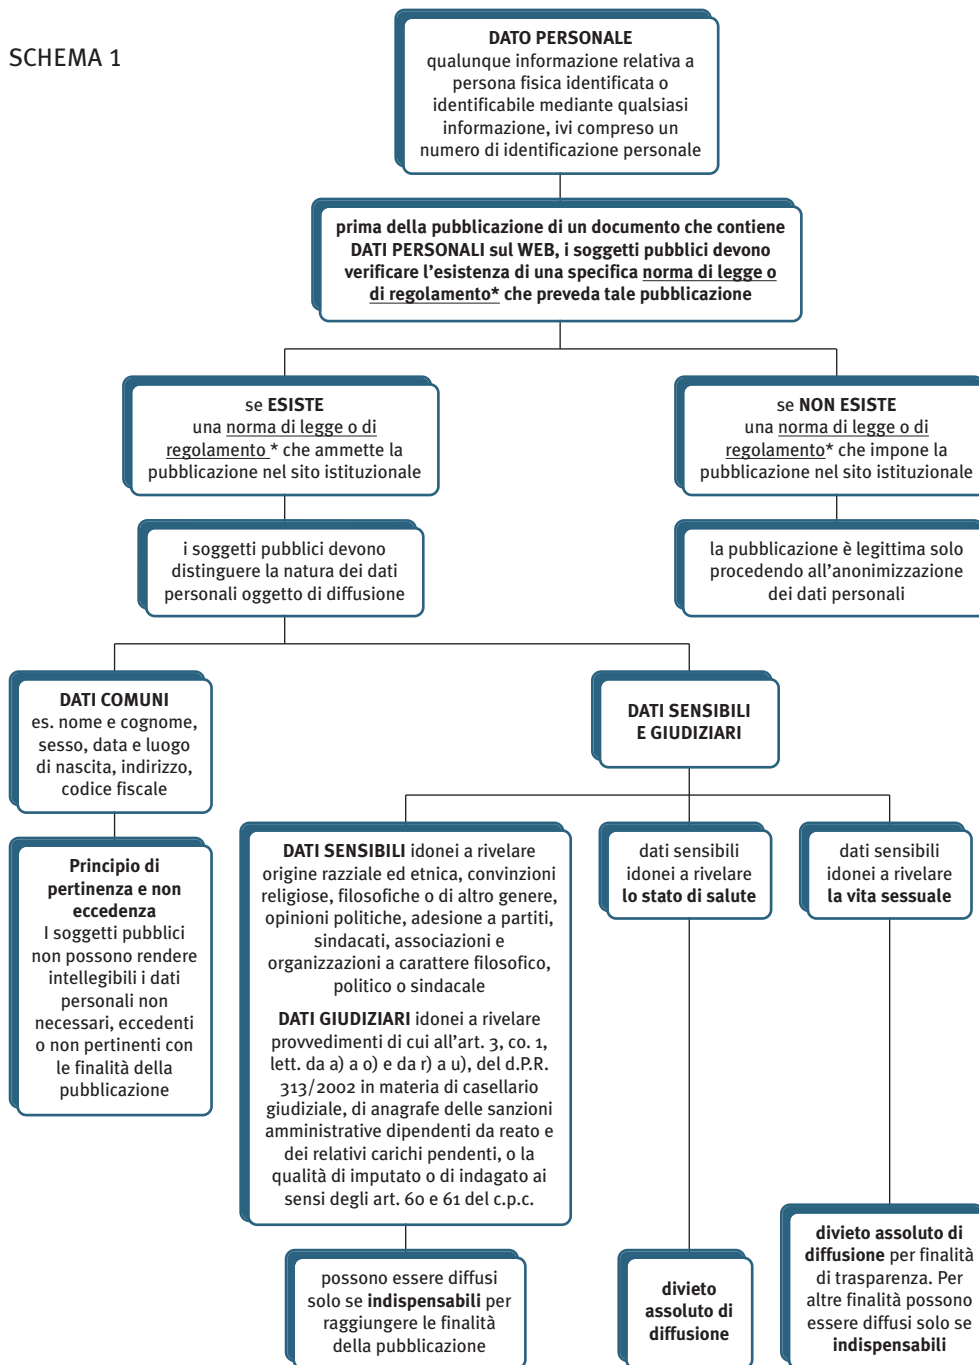 SCHEMA 1
DATO PERSONALE
qualunque informazione relativa a
persona fisica identificata o
identificabile mediante qualsiasi
informazione, ivi compreso un
numero di identificazione personale
prima della pubblicazione di un documento che contiene
DATI PERSONALI sul WEB, i soggetti pubblici devono
verificare l'esistenza di una specifica norma di legge o
di regolamento* che preveda tale pubblicazione
se ESISTE
una norma di legge o di
regolamento * che ammette la
pubblicazione nel sito istituzionale
se NON ESISTE
una norma di legge o di
regolamento* che impone la
pubblicazione nel sito istituzionale
i soggetti pubblici devono
distinguere la natura dei dati
personali oggetto di diffusione
la pubblicazione è legittima solo
procedendo all'anonimizzazione
dei dati personali
DATI COMUNI
es. nome e cognome,
sesso, data e luogo
di nascita, indirizzo,
codice fiscale
DATI SENSIBILI
E GIUDIZIARI
Principio di
pertinenza e non
eccedenza
I soggetti pubblici
non possono rendere
intellegibili i dati
personali non
necessari, eccedenti
o non pertinenti con
le finalità della
pubblicazione
DATI SENSIBILI idonei a rivelare
origine razziale ed etnica, convinzioni
religiose, filosofiche o di altro genere,
opinioni politiche, adesione a partiti,
sindacati, associazioni e
organizzazioni a carattere filosofico,
politico o sindacale
DATI GIUDIZIARI idonei a rivelare
provvedimenti di cui all'art. 3, co. 1,
lett. da a) a o) e da r) a u), del d.P.R.
313/2002 in materia di casellario
giudiziale, di anagrafe delle sanzioni
amministrative dipendenti da reato e
dei relativi carichi pendenti, o la
qualità di imputato o di indagato ai
sensi degli art. 60 e 61 del c.p.c.
dati sensibili
idonei a rivelare
lo stato di salute
dati sensibili
idonei a rivelare
la vita sessuale
possono essere diffusi
solo se indispensabili per
raggiungere le finalità
della pubblicazione
divieto
assoluto di
diffusione
divieto assoluto di
diffusione per finalità
di trasparenza. Per
altre finalità possono
essere diffusi solo se
indispensabili